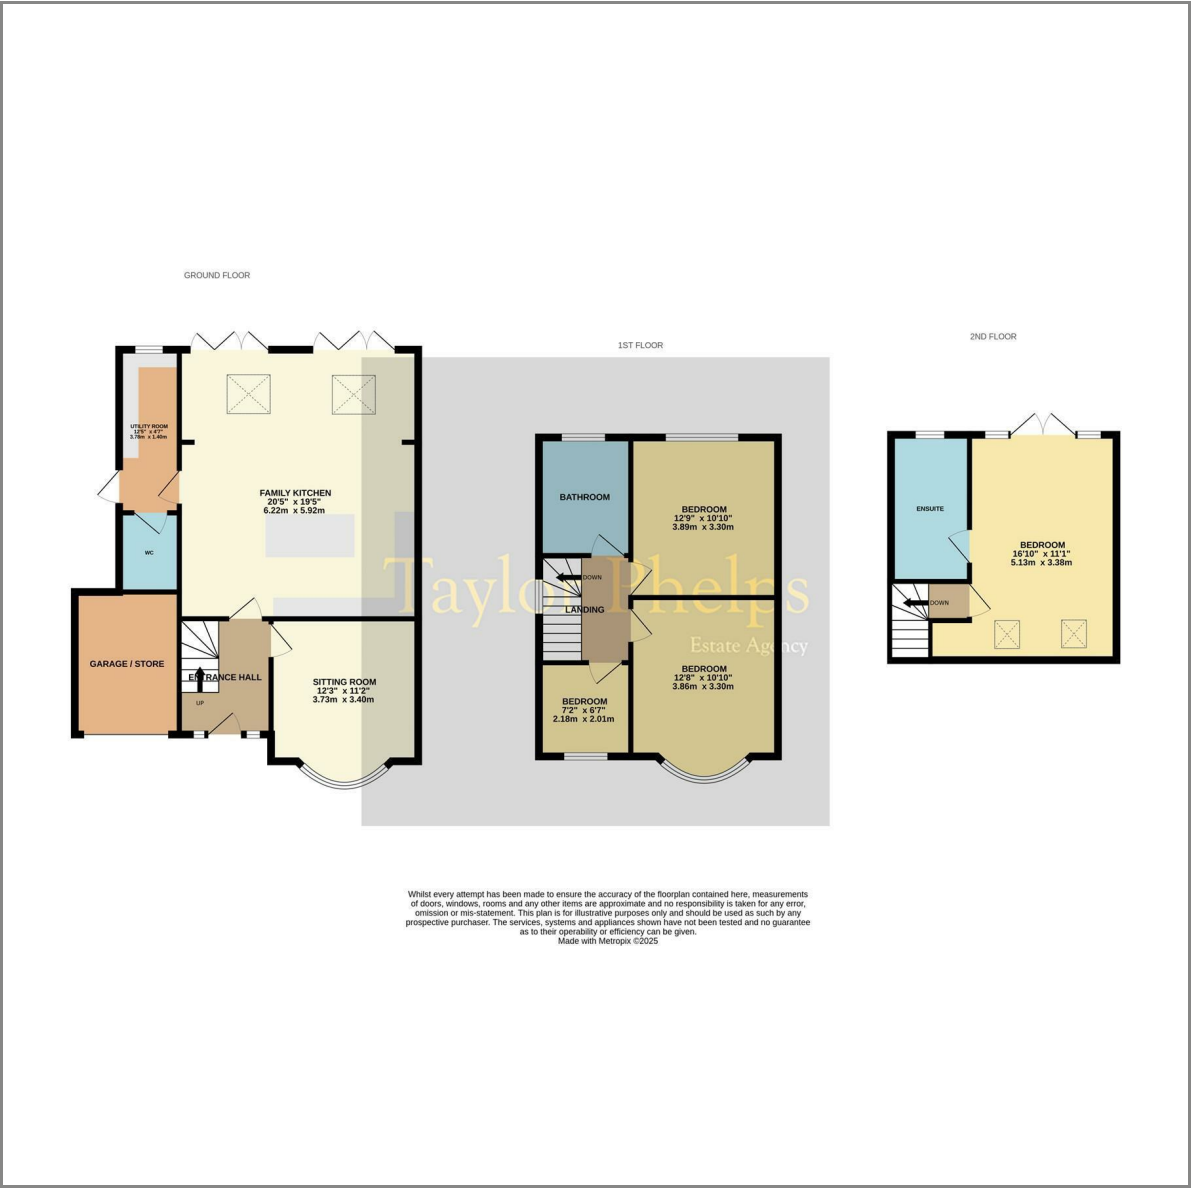 GROUND FLOOR
UTILITY ROOM
12'5" x 4'7"
3.78m x 1.40m
FAMILY KITCHEN
20'5" x 19'5"
6.22m x 5.92m
WC
GARAGE / STORE
ENTRANCE HALL
UP
SITTING ROOM
12'3" x 11'2"
3.73m x 3.40m
1ST FLOOR
BATHROOM
BEDROOM
12'9" x 10'10"
3.89m x 3.30m
DOWN
LANDING
BEDROOM
12'8" x 10'10"
3.86m x 3.30m
BEDROOM
7'2" x 6'7"
2.18m x 2.01m
Taylor Phelps
Estate Agency
2ND FLOOR
ENSUITE
BEDROOM
16'10" x 11'1"
5.13m x 3.38m
DOWN
Whilst every attempt has been made to ensure the accuracy of the floorplan contained here, measurements
of doors, windows, rooms and any other items are approximate and no responsibility is taken for any error,
omission or mis-statement. This plan is for illustrative purposes only and should be used as such by any
prospective purchaser. The services, systems and appliances shown have not been tested and no guarantee
as to their operability or efficiency can be given.
Made with Metropix ©2025